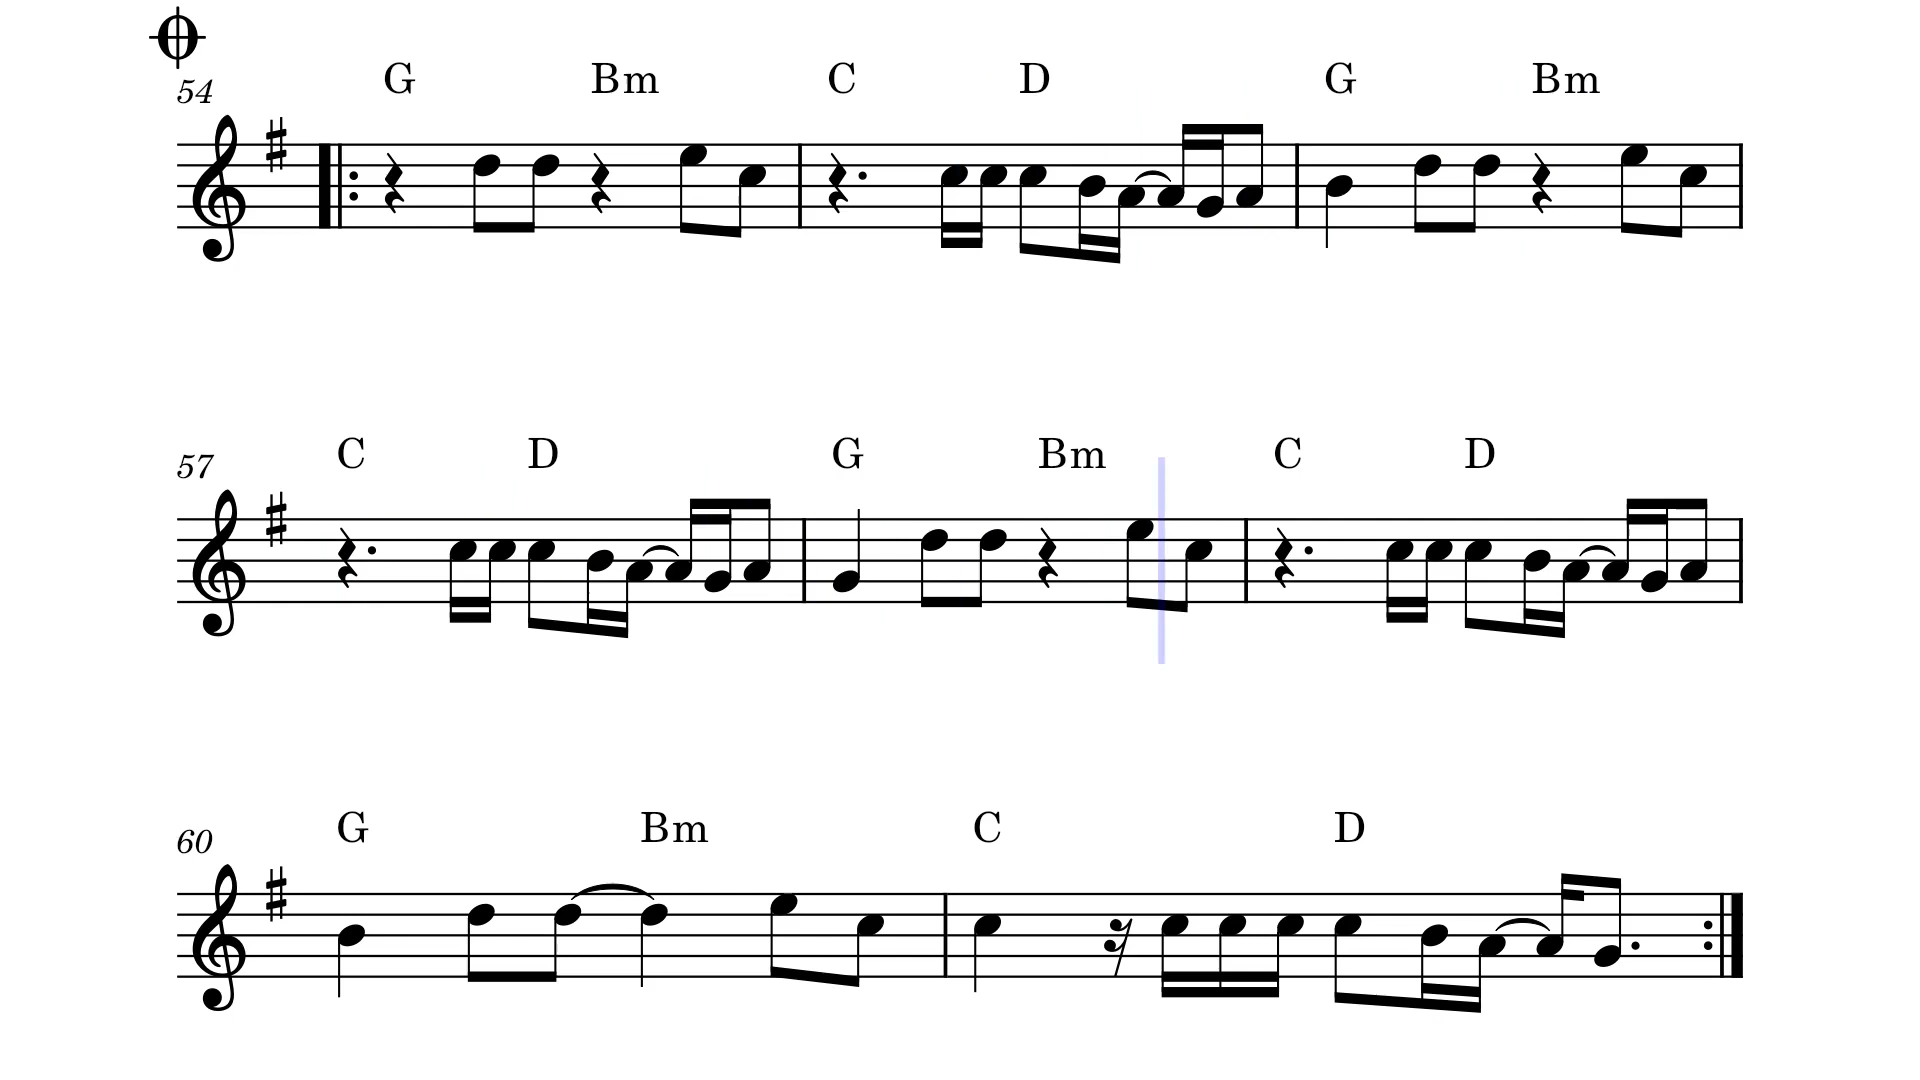 G Bm C D G Bm
54
C D G Bm C D
57
G Bm C D
60